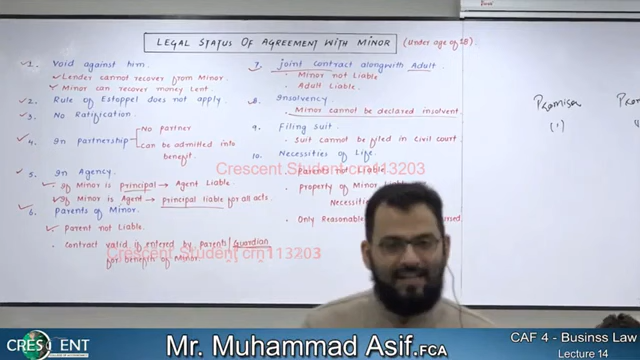 LEGAL STATUS OF AGREEMENT WITH MINOR (Under age of 18)
1. Void against him.
• Lender cannot recover from Minor.
• Minor can recover money lent.
2. Rule of Estoppel does not apply.
3. No Ratification.
4. In Partnership
No partner
Can be admitted into benefit.
5. In Agency
• If Minor is principal → Agent Liable
• If Minor is Agent → principal liable for all acts.
6. Parents of Minor.
• Parent not Liable.
• Contract valid if entered by Parent/Guardian
for benefit of Minor.
7. joint contract along with Adult.
• Minor not Liable
• Adult Liable.
8. Insolvency
• Minor cannot be declared insolvent.
9. Filing Suit.
• Suit cannot be filed in Civil Court.
10. Necessities of Life.
• Parents not Liable.
• Property of Minor
Necessi
• Only Reasonable
Promisor
(1)
Crescent.Student crn113203
Crescent.Student crn113203
CRESCENT
Mr. Muhammad Asif.FCA
CAF 4 - Businss Law
Lecture 14